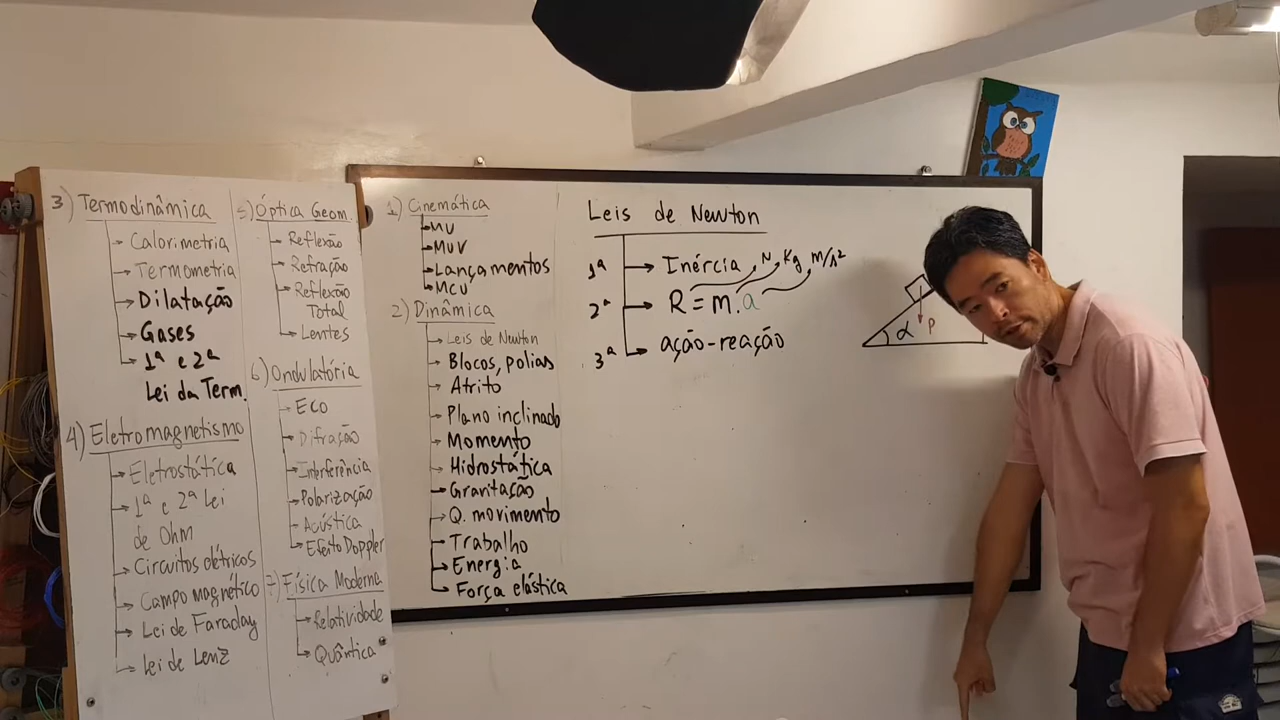 3) Termodinâmica
Calorimetria
Termometria
Dilatação
Gases
1ª e 2ª
Lei da Term.
4) Eletromagnetismo
Eletrostática
1ª e 2ª Lei
de Ohm
Circuitos elétricos
Campo magnético
Lei de Faraday
Lei de Lenz
5) Óptica Geom.
Reflexão
Refração
Reflexão
Total
Lentes
6) Ondulatória
Eco
Difração
Interferência
Polarização
Acústica
Efeito Doppler
7) Física Moderna
Relatividade
Quântica
1) Cinemática
MU
MUV
Lançamentos
MCU
2) Dinâmica
Leis de Newton
Blocos, polias
Atrito
Plano inclinado
Momento
Hidrostática
Gravitação
Q. movimento
Trabalho
Energia
Força elástica
Leis de Newton
1ª Inércia N Kg m/s²
2ª R = m.a
3ª ação-reação
α P